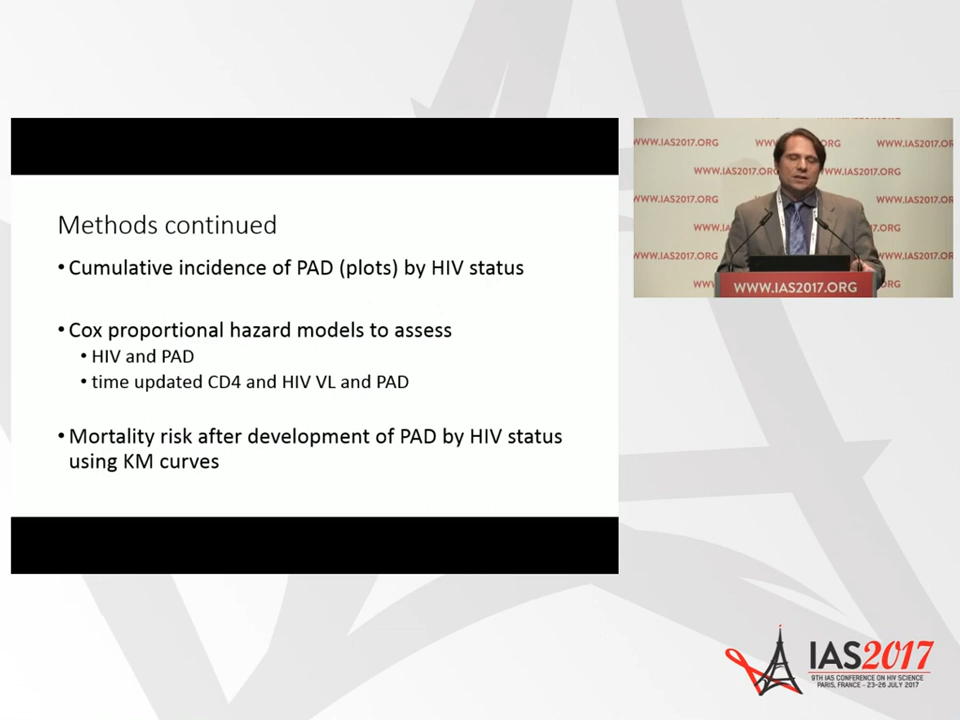 Methods continued
• Cumulative incidence of PAD (plots) by HIV status
• Cox proportional hazard models to assess
• HIV and PAD
• time updated CD4 and HIV VL and PAD
• Mortality risk after development of PAD by HIV status
using KM curves
WWW.IAS2017.ORG
WWW.IAS2017.ORG
WWW.IAS2017.ORG
WWW.IAS2017.ORG
WWW.IAS2017.ORG
IAS2017
9TH IAS CONFERENCE ON HIV SCIENCE
PARIS, FRANCE - 23-26 JULY 2017